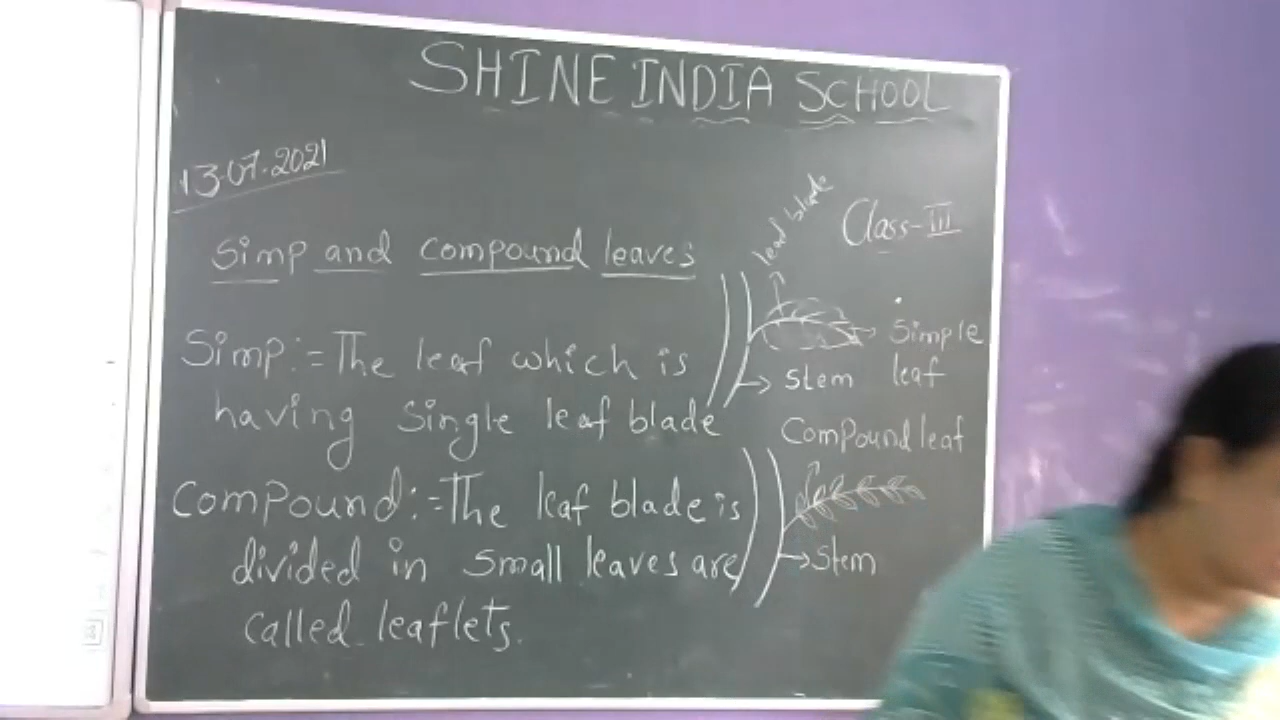 SHINE INDIA SCHOOL
13.07.2021
Class-III
Simp and compound leaves
Simp:=The leaf which is
having single leaf blade
compound:=The leaf blade is
divided in small leaves are
called leaflets.
leaf blade
Simple
leaf
Stem
Compound leaf
Stem